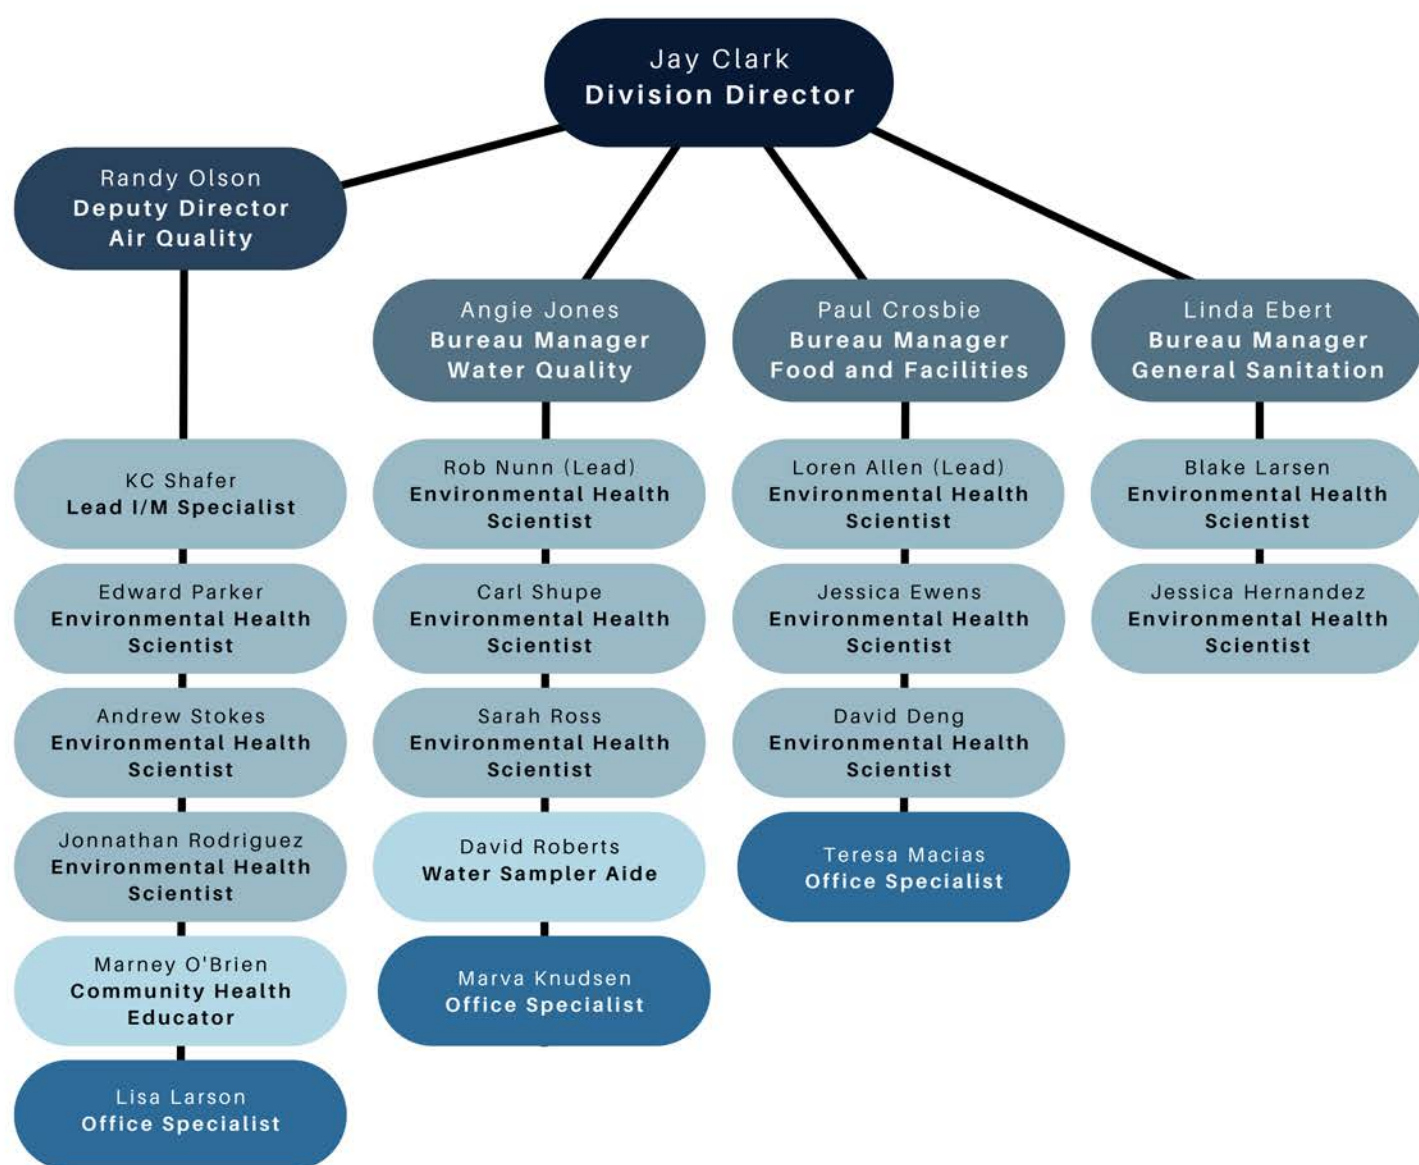 Jay Clark
Division Director
Randy Olson
Deputy Director
Air Quality
Angie Jones
Bureau Manager
Water Quality
Paul Crosbie
Bureau Manager
Food and Facilities
Linda Ebert
Bureau Manager
General Sanitation
KC Shafer
Lead I/M Specialist
Edward Parker
Environmental Health
Scientist
Andrew Stokes
Environmental Health
Scientist
Jonnathan Rodriguez
Environmental Health
Scientist
Marney O'Brien
Community Health
Educator
Lisa Larson
Office Specialist
Rob Nunn (Lead)
Environmental Health
Scientist
Carl Shupe
Environmental Health
Scientist
Sarah Ross
Environmental Health
Scientist
David Roberts
Water Sampler Aide
Marva Knudsen
Office Specialist
Loren Allen (Lead)
Environmental Health
Scientist
Jessica Ewens
Environmental Health
Scientist
David Deng
Environmental Health
Scientist
Teresa Macias
Office Specialist
Blake Larsen
Environmental Health
Scientist
Jessica Hernandez
Environmental Health
Scientist